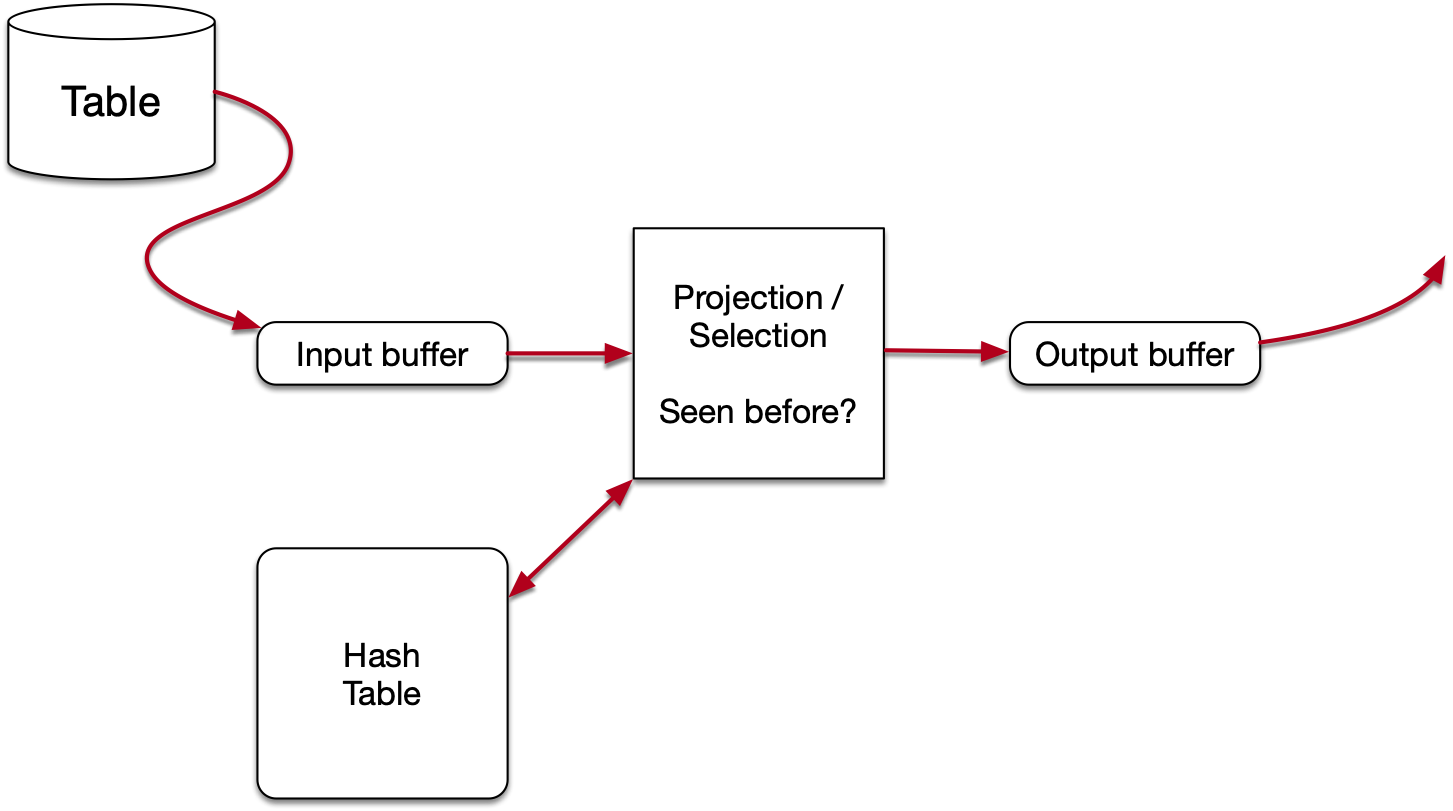 Table
Projection /
Selection
Seen before?
Input buffer
Output buffer
Hash
Table